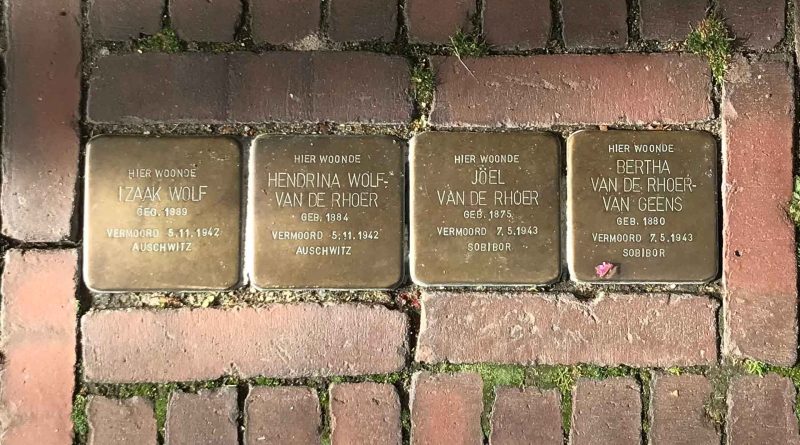 HIER WOONDE
IZAAK WOLF
GEG. 1889
VERMOORD 5.11.1942
AUSCHWITZ
HIER WOONDE
HENDRINA WOLF-
VAN DE RHOER
GEB. 1884
VERMOORD 5.11.1942
AUSCHWITZ
HIER WOONDE
JÖEL
VAN DE RHOER
GEB. 1875
VERMOORD 7.5.1943
SOBIBOR
HIER WOONDE
BERTHA
VAN DE RHOER-
VAN GEENS
GEB. 1880
VERMOORD 7.5.1943
SOBIBOR